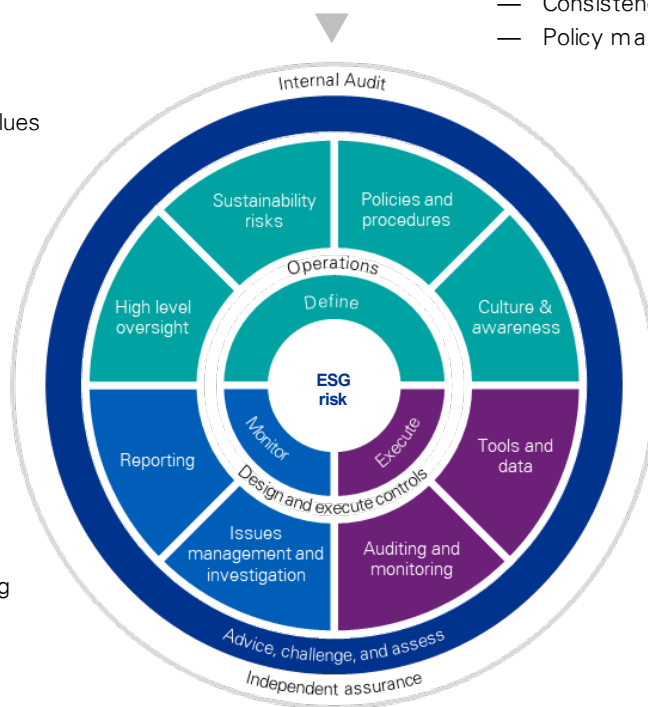 — Consistenc
— Policy ma
Internal Audit
lues
Sustainability
risks
Policies and
procedures
Operations
Define
High level
oversight
Culture &
awareness
ESG
risk
Monitor
Execute
Reporting
Tools and
data
Design and execute controls
Issues
management and
investigation
Auditing and
monitoring
g
Advice, challenge, and assess
Independent assurance